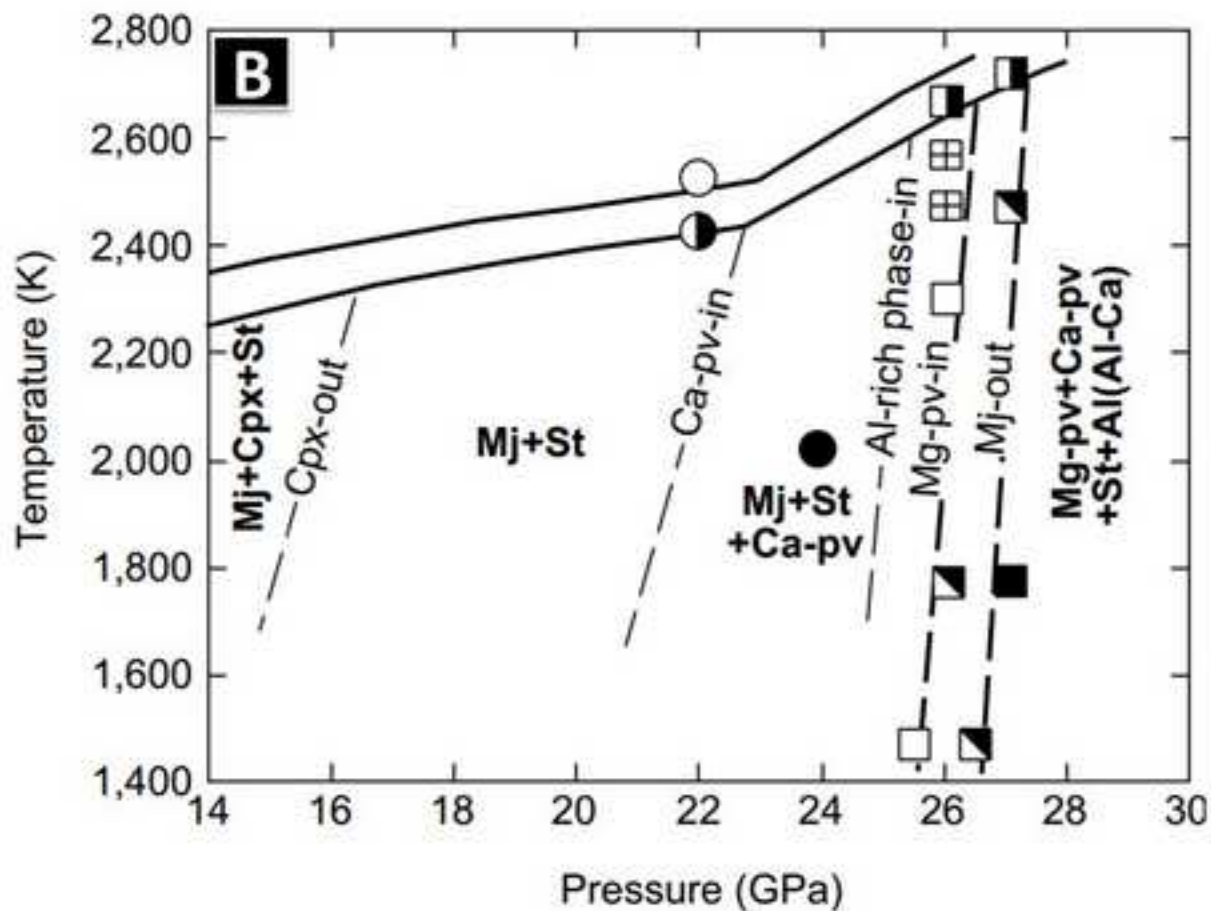 B
2,800
2,600
2,400
2,200
2,000
1,800
1,600
1,400
Temperature (K)
14
16
18
20
22
24
26
28
30
Pressure (GPa)
Mj+Cpx+St
Cpx-out
Mj+St
Ca-pv-in
Mj+St
+Ca-pv
Al-rich phase-in
Mg-pv-in
Mj-out
Mg-pv+Ca-pv
+St+Al(Al-Ca)